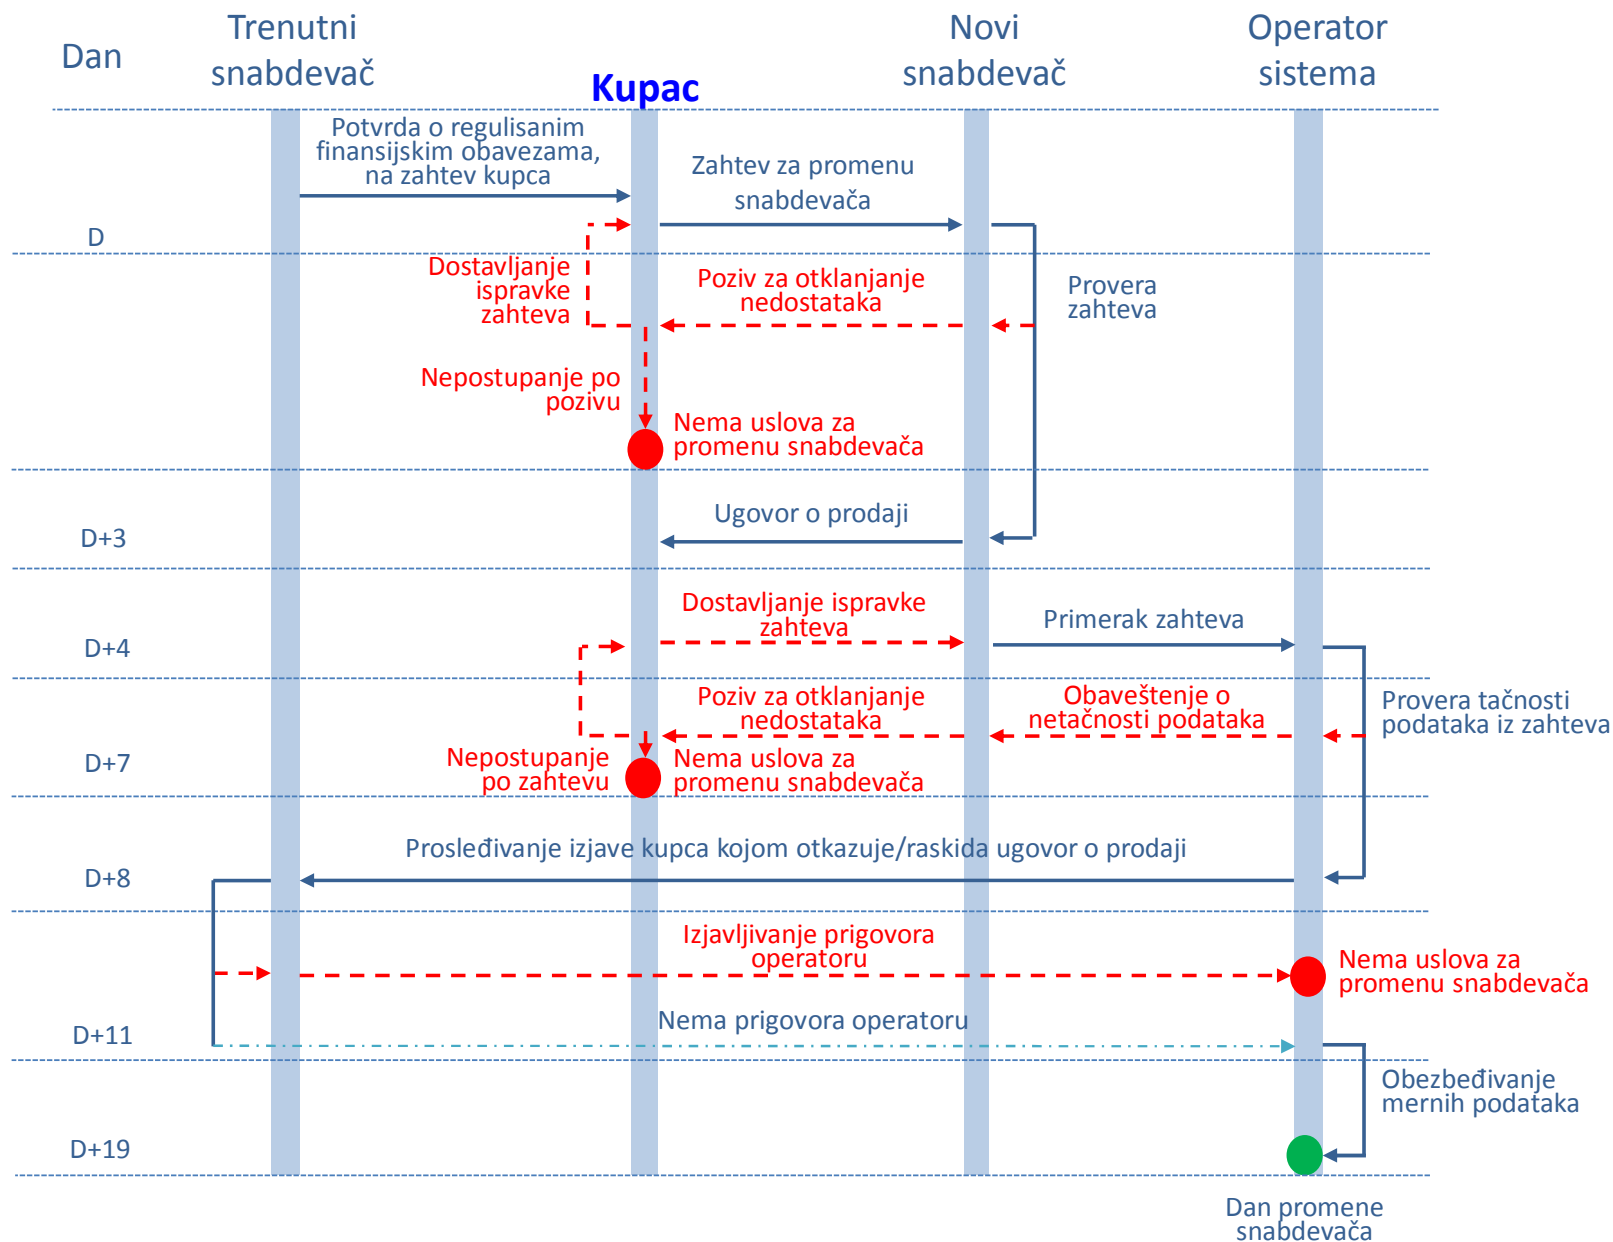 Dan
Trenutni
snabdevač
Kupac
Novi
snabdevač
Operator
sistema
Potvrda o regulisanim
finansijskim obavezama,
na zahtev kupca
Zahtev za promenu
snabdevača
D
Dostavljanje
ispravke
zahteva
Poziv za otklanjanje
nedostataka
Provera
zahteva
Nepostupanje po
pozivu
Nema uslova za
promenu snabdevača
D+3
Ugovor o prodaji
D+4
Dostavljanje ispravke
zahteva
Primerak zahteva
Poziv za otklanjanje
nedostataka
Obaveštenje o
netačnosti podataka
Provera tačnosti
podataka iz zahteva
D+7
Nepostupanje
po zahtevu
Nema uslova za
promenu snabdevača
D+8
Prosleđivanje izjave kupca kojom otkazuje/raskida ugovor o prodaji
Izjavljivanje prigovora
operatoru
Nema uslova za
promenu snabdevača
D+11
Nema prigovora operatoru
Obezbeđivanje
mernih podataka
D+19
Dan promene
snabdevača